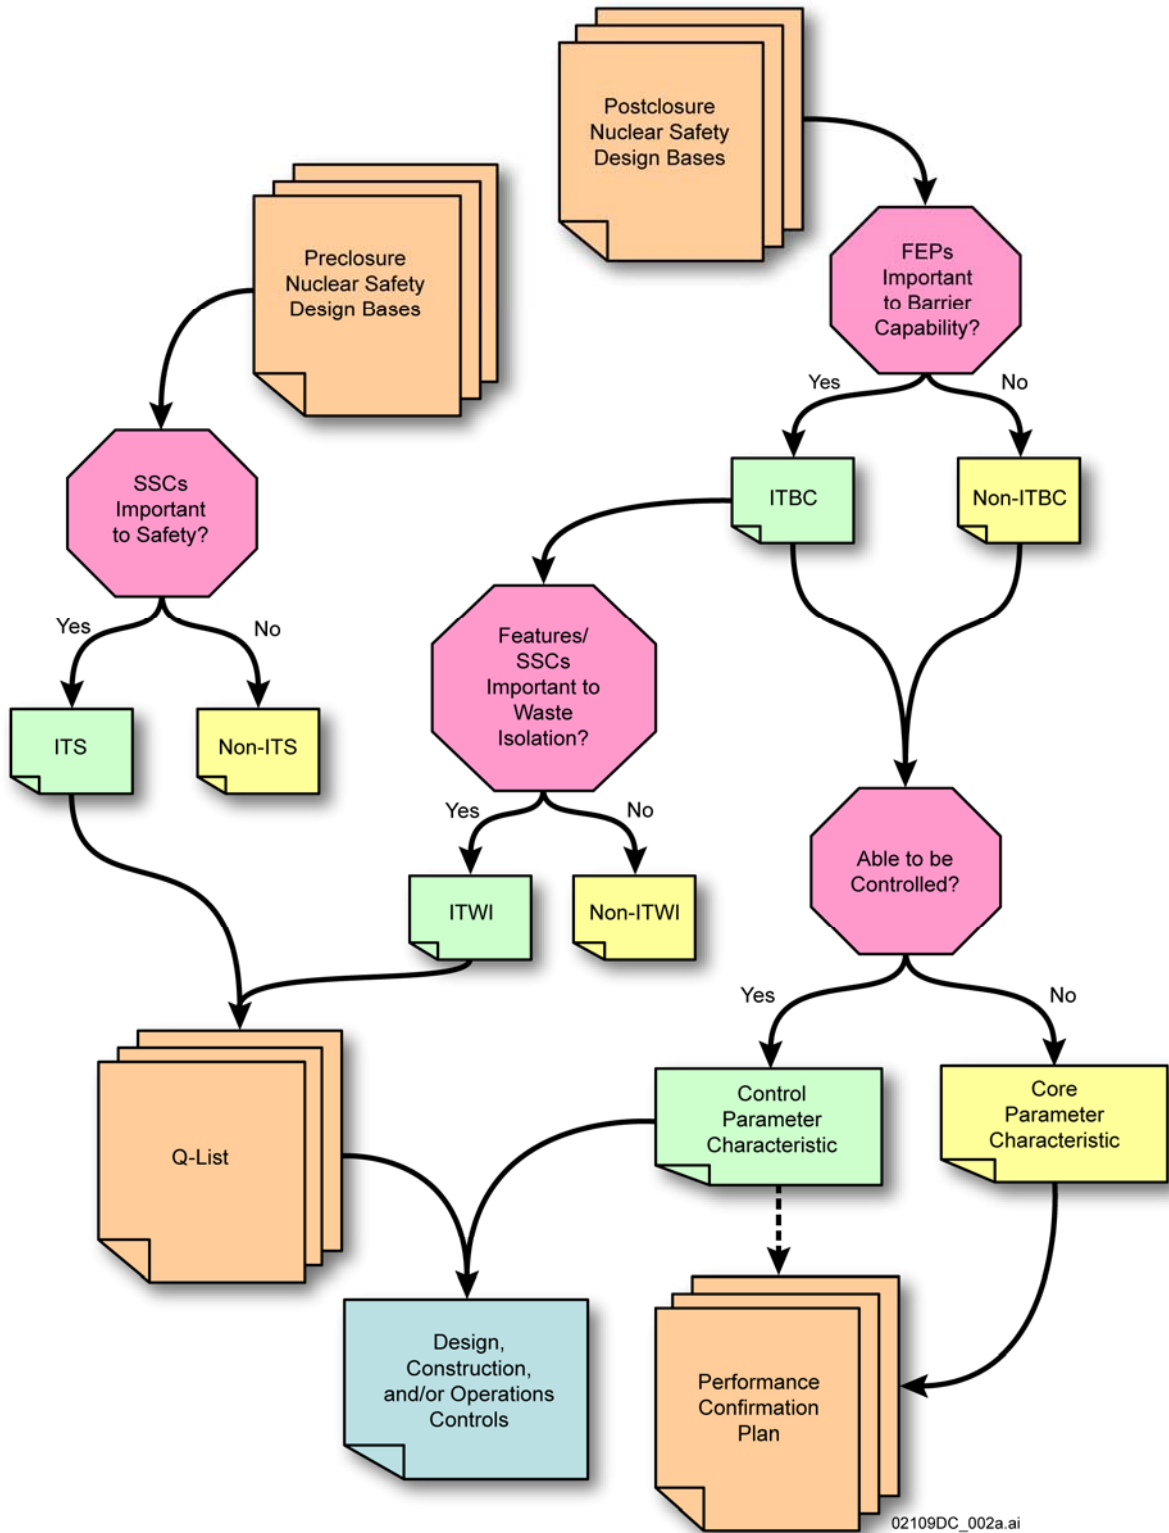 Postclosure
Nuclear Safety
Design Bases
Preclosure
Nuclear Safety
Design Bases
FEPs
Important
to Barrier
Capability?
Yes
No
SSCs
Important
to Safety?
ITBC
Non-ITBC
Yes
No
Features/
SSCs
Important to
Waste
Isolation?
ITS
Non-ITS
Yes
No
Able to be
Controlled?
ITWI
Non-ITWI
Yes
No
Q-List
Control
Parameter
Characteristic
Core
Parameter
Characteristic
Design,
Construction,
and/or Operations
Controls
Performance
Confirmation
Plan
02109DC_002a.ai